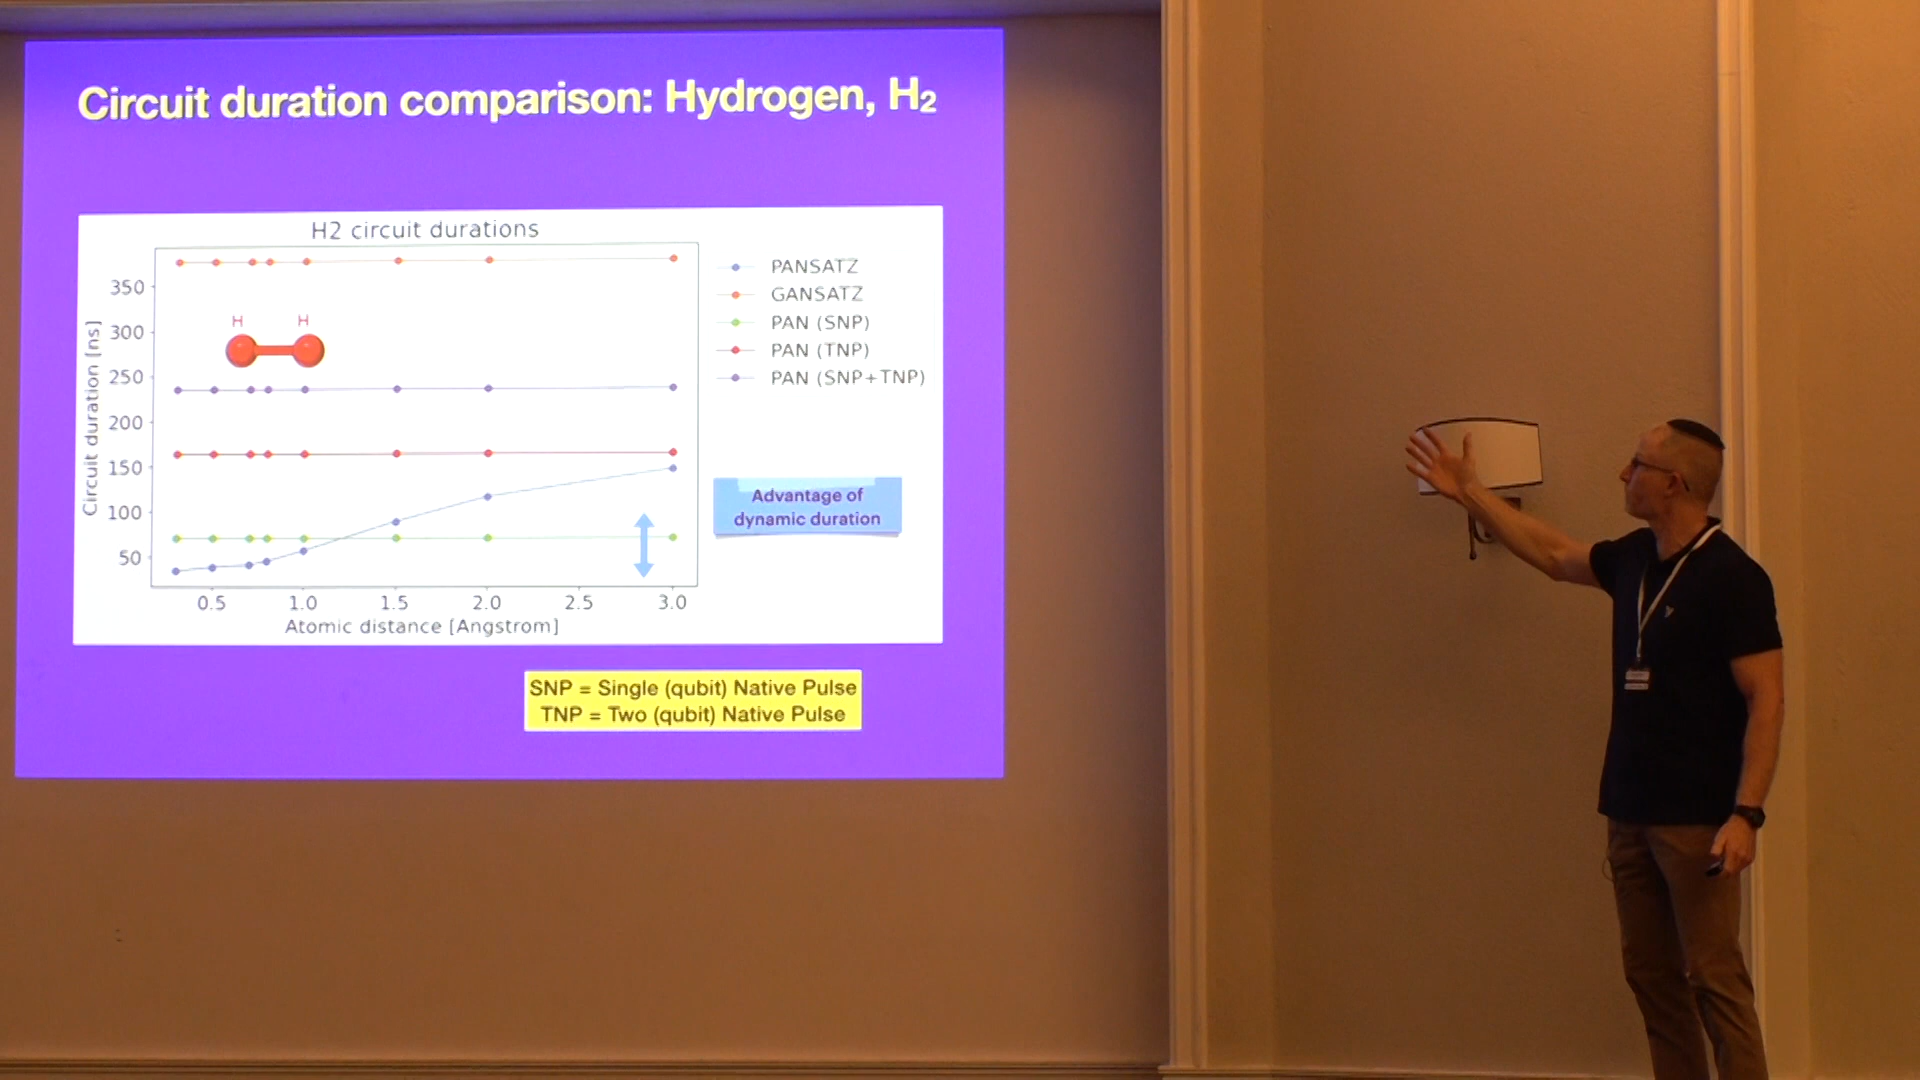 Circuit duration comparison: Hydrogen, H₂
H2 circuit durations
350
300
250
200
150
100
50
Circuit duration [ns]
H H
0.5 1.0 1.5 2.0 2.5 3.0
Atomic distance [Angstrom]
PANSATZ
GANSATZ
PAN (SNP)
PAN (TNP)
PAN (SNP+TNP)
Advantage of
dynamic duration
SNP = Single (qubit) Native Pulse
TNP = Two (qubit) Native Pulse